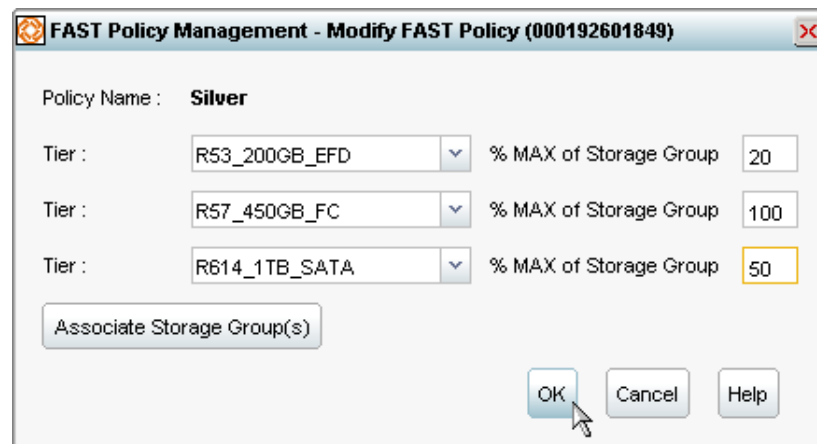 FAST Policy Management - Modify FAST Policy (000192601849)
Policy Name : Silver
Tier : R53_200GB_EFD % MAX of Storage Group 20
Tier : R57_450GB_FC % MAX of Storage Group 100
Tier : R614_1TB_SATA % MAX of Storage Group 50
Associate Storage Group(s)
OK Cancel Help